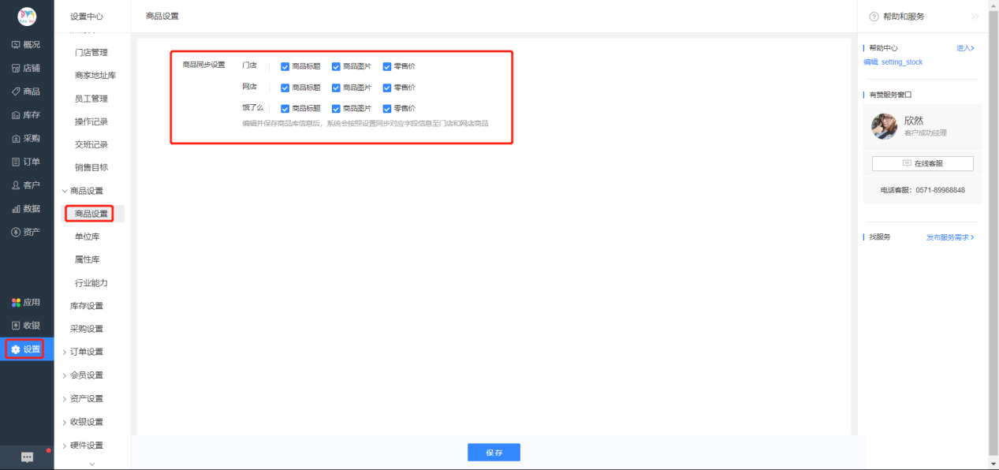 设置中心
商品设置
帮助和服务
概况
店铺
商品
库存
采购
订单
客户
数据
资产
应用
收银
设置
门店管理
商家地址库
员工管理
操作记录
交班记录
销售目标
商品设置
商品设置
单位库
属性库
行业能力
库存设置
采购设置
订单设置
会员设置
资产设置
收银设置
硬件设置
商品同步设置 门店 商品标题 商品图片 零售价
网店 商品标题 商品图片 零售价
饿了么 商品标题 商品图片 零售价
编辑并保存商品库信息后，系统会按照设置同步对应字段信息至门店和网店商品
保存
帮助中心 进入
编辑: setting_stock
有赞服务窗口
欣然
客户成功经理
在线客服
电话客服：0571-89988848
找服务 发布服务需求